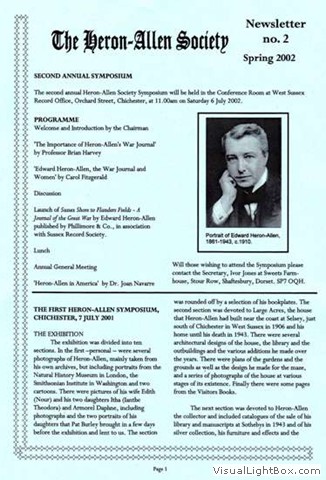 The Heron-Allen Society
Newsletter
no. 2
Spring 2002
SECOND ANNUAL SYMPOSIUM
The second annual Heron-Allen Society Symposium will be held in the Conference Room at West Sussex
Record Office, Orchard Street, Chichester, at 11.00am on Saturday 6 July 2002.
PROGRAMME
Welcome and Introduction by the Chairman
'The Importance of Heron-Allen's War Journal'
by Professor Brian Harvey
'Edward Heron-Allen, the War Journal and
Women' by Carol Fitzgerald
Discussion
Launch of Sussex Shore to Flanders Fields - A
Journal of the Great War by Edward Heron-Allen
published by Phillimore & Co., in association
with Sussex Record Society.
Lunch
Annual General Meeting
'Heron-Allen in America' by Dr. Joan Navarre
Portrait of Edward Heron-Allen,
1861-1943, c.1910.
Will those wishing to attend the Symposium please
contact the Secretary, Ivor Jones at Sweets Farm-
house, Stour Row, Shaftesbury, Dorset. SP7 0QH.
THE FIRST HERON-ALLEN SYMPOSIUM,
CHICHESTER, 7 JULY 2001
THE EXHIBITION
The exhibition was divided into ten
sections. In the first - personal -- were several
photographs of Heron-Allen, mainly taken from
his own archives, but including portraits from the
Natural History Museum in London, the
Smithsonian Institute in Washington and two
cartoons. There were pictures of his wife Edith
(Nour) and his two daughters Itha (Ianthe
Theodora) and Armorel Daphne, including
photographs and the two portraits of his
daughters that Pat Burley brought in a few days
before the exhibition and lent to us. The section
was rounded off by a selection of his bookplates. The
second section was devoted to Large Acres, the house
that Heron-Allen had built near the coast at Selsey, just
south of Chichester in West Sussex in 1906 and his
home until his death in 1943. There were several
architectural designs of the house, the library and the
outbuildings and the various additions he made over
the years. There were plans of the gardens and the
grounds as well as the design he made for the maze,
and a series of photographs of the house at various
stages of its existence. Finally there were some pages
from the Visitors Books.
The next section was devoted to Heron-Allen
the collector and included catalogues of the sale of his
library and manuscripts at Sothebys in 1943 and of his
silver collection, his furniture and effects and the
Page 1
VisualLightBox.com